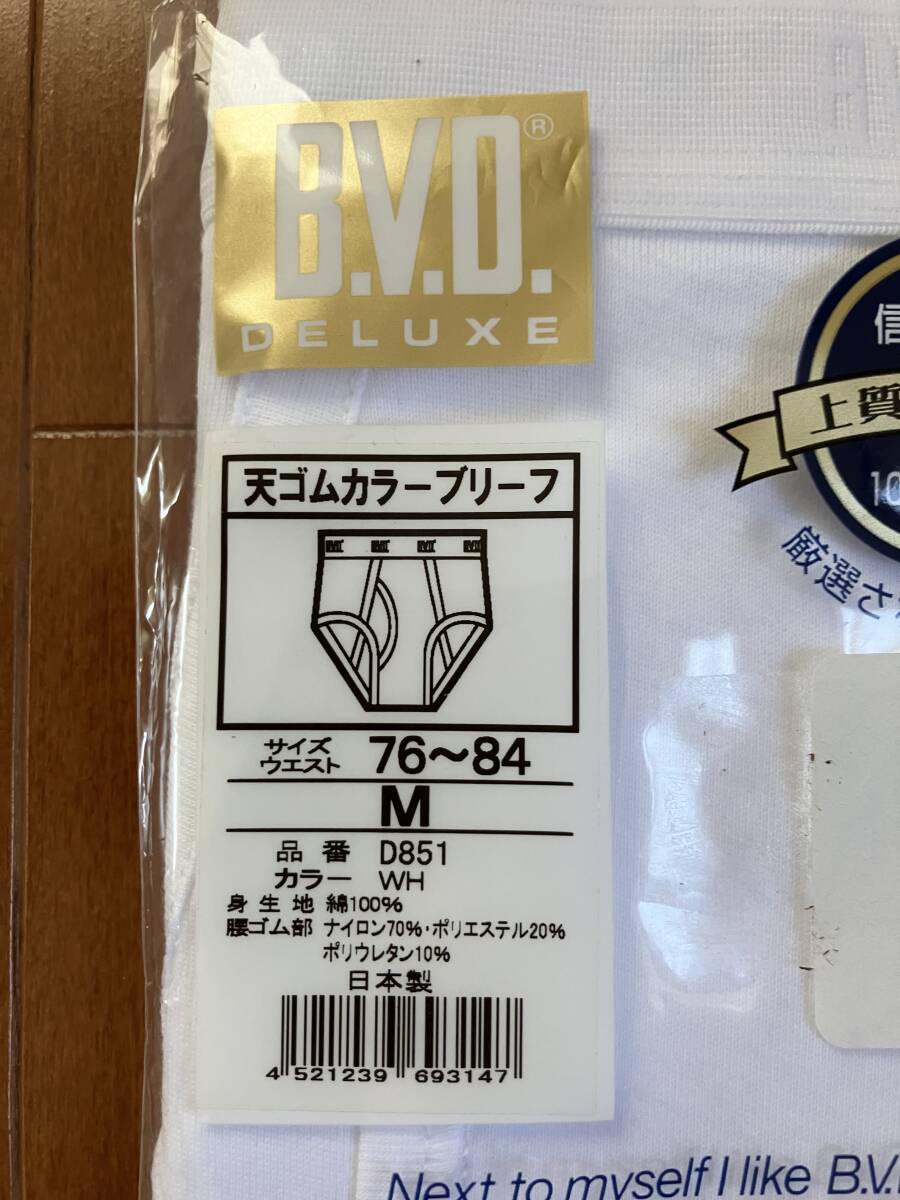 B.V.D.®
DELUXE
天ゴムカラーブリーフ
サイズ
ウエスト 76〜84
M
品番 D851
カラー WH
身生地 綿100%
腰ゴム部 ナイロン70%・ポリエステル20%
ポリウレタン10%
日本製
4 521239 693147
信
上質
10
厳選さ
Next to myself I like B.V.